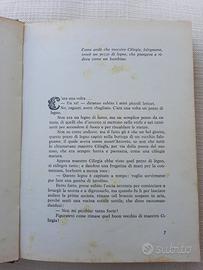 Come andò che maestro Ciliegia, falegname,
trovò un pezzo di legno, che piangeva e ri-
deva come un bambino.
C'era una volta....
— Un re! — diranno subito i miei piccoli lettori.
No, ragazzi, avete sbagliato. C'era una volta un pezzo di
legno.
Non era un legno di lusso, ma un semplice pezzo da ca-
tasta, di quelli che d'inverno si mettono nelle stufe e nei
caminetti per accendere il fuoco e per riscaldare le stanze.
Non so come andasse, ma il fatto gli è che un bel giorno
questo pezzo di legno capitò nella bottega di un vecchio fale-
gname, il quale aveva nome mastr'Antonio, se non che tutti
lo chiamavano maestro Ciliegia, per via della punta del suo
naso, che era sempre lustra e paonazza, come una ciliegia
matura.
Appena maestro Ciliegia ebbe visto quel pezzo di legno,
si rallegrò tutto; e dandosi una fregatina di mani per la
contentezza, borbottò a mezza voce:
— Questo legno è capitato a tempo; voglio servirmene
per fare una gamba di tavolino.
Detto fatto, prese subito l'ascia arrotata per cominciare
a levargli la scorza e a digrossarlo; ma quando fu lì per
lasciare andare la prima asciata, rimase col braccio sospeso
in aria, perché sentì una vocina sottile sottile, che disse rac-
comandandosi:
— Non mi picchiar tanto forte!
Figuratevi come rimase quel buon vecchio di maestro Ci-
liegia!
7
Subito